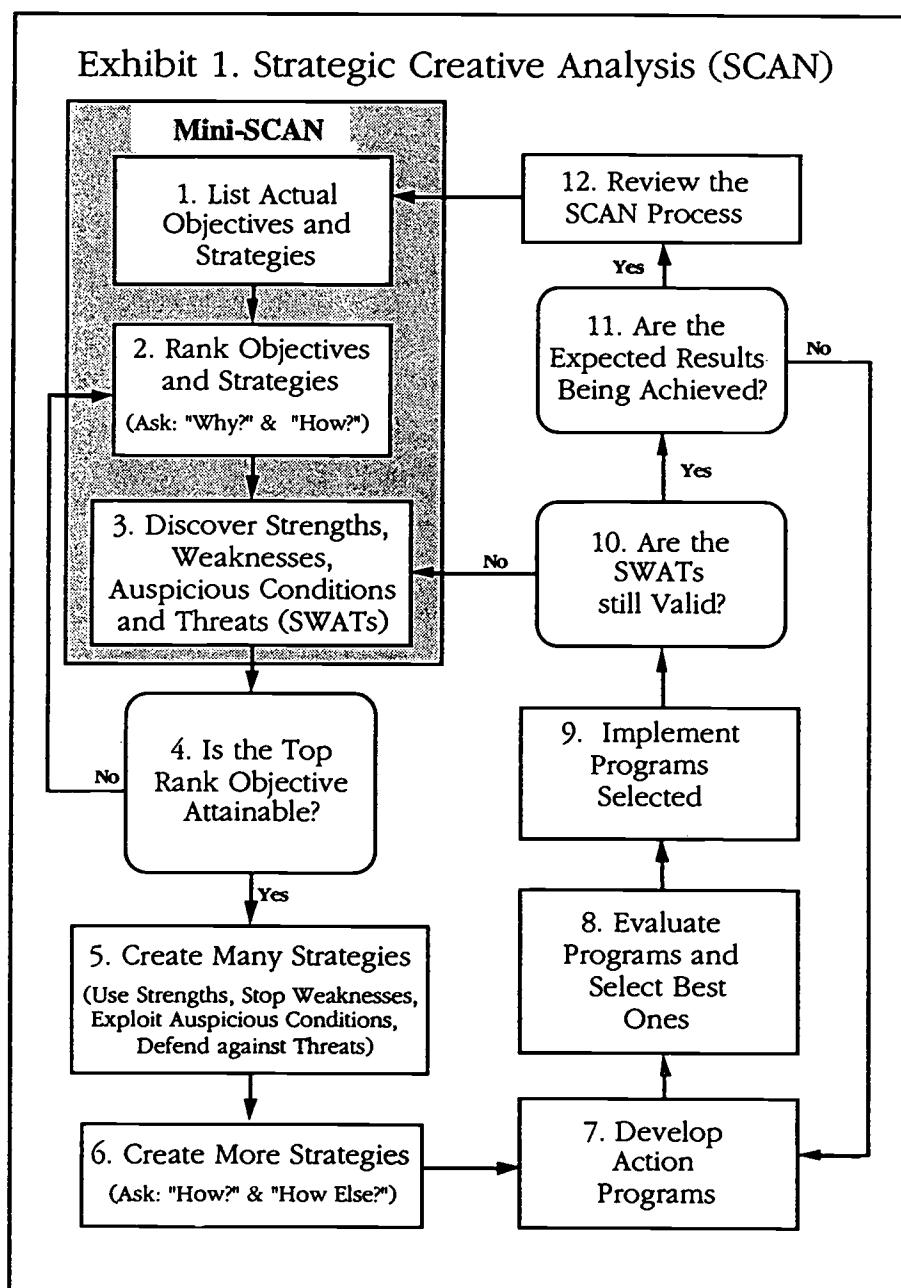 Exhibit 1. Strategic Creative Analysis (SCAN)
Mini-SCAN
1. List Actual
Objectives and
Strategies
2. Rank Objectives
and Strategies
(Ask: "Why?" & "How?")
3. Discover Strengths,
Weaknesses,
Auspicious Conditions
and Threats (SWATs)
4. Is the Top
Rank Objective
Attainable?
No
Yes
5. Create Many Strategies
(Use Strengths, Stop Weaknesses,
Exploit Auspicious Conditions,
Defend against Threats)
6. Create More Strategies
(Ask: "How?" & "How Else?")
7. Develop
Action
Programs
8. Evaluate
Programs and
Select Best
Ones
9. Implement
Programs
Selected
10. Are the
SWATs
still Valid?
No
Yes
11. Are the
Expected Results
Being Achieved?
No
Yes
12. Review the
SCAN Process